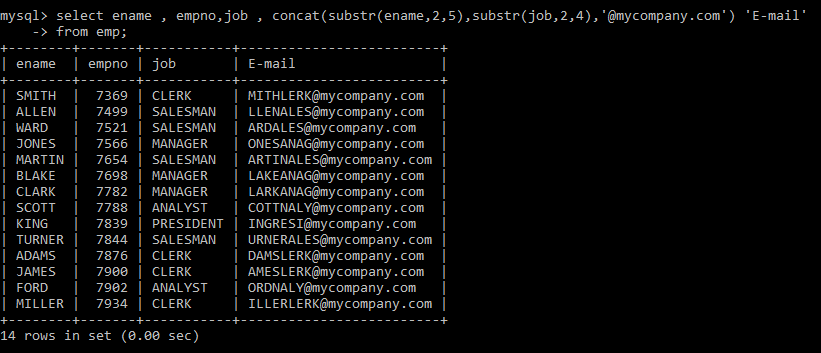 mysql> select ename , empno,job , concat(substr(ename,2,5),substr(job,2,4),'@mycompany.com') 'E-mail'
    -> from emp;
+--------+-------+-----------+-------------------------+
| ename  | empno | job       | E-mail                  |
+--------+-------+-----------+-------------------------+
| SMITH  |  7369 | CLERK     | MITHLERK@mycompany.com  |
| ALLEN  |  7499 | SALESMAN  | LLENALES@mycompany.com  |
| WARD   |  7521 | SALESMAN  | ARDALES@mycompany.com   |
| JONES  |  7566 | MANAGER   | ONESANAG@mycompany.com  |
| MARTIN |  7654 | SALESMAN  | ARTINALES@mycompany.com |
| BLAKE  |  7698 | MANAGER   | LAKEANAG@mycompany.com  |
| CLARK  |  7782 | MANAGER   | LARKANAG@mycompany.com  |
| SCOTT  |  7788 | ANALYST   | COTTNALY@mycompany.com  |
| KING   |  7839 | PRESIDENT | INGRESI@mycompany.com   |
| TURNER |  7844 | SALESMAN  | URNERALES@mycompany.com |
| ADAMS  |  7876 | CLERK     | DAMSLERK@mycompany.com  |
| JAMES  |  7900 | CLERK     | AMESLERK@mycompany.com  |
| FORD   |  7902 | ANALYST   | ORDNALY@mycompany.com   |
| MILLER |  7934 | CLERK     | ILLERLERK@mycompany.com |
+--------+-------+-----------+-------------------------+
14 rows in set (0.00 sec)